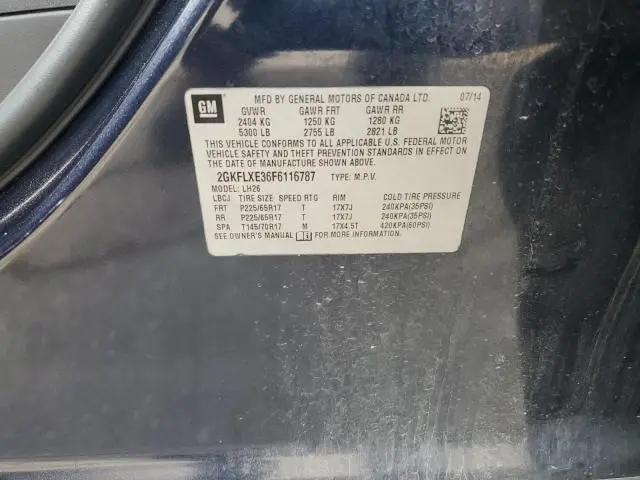 GM
MFD BY GENERAL MOTORS OF CANADA LTD. 07/14
GVWR GAWR FRT GAWR RR
2404 KG 1250 KG 1280 KG
5300 LB 2755 LB 2821 LB
THIS VEHICLE CONFORMS TO ALL APPLICABLE U.S. FEDERAL MOTOR
VEHICLE SAFETY AND THEFT PREVENTION STANDARDS IN EFFECT ON
THE DATE OF MANUFACTURE SHOWN ABOVE.
2GKFLXE36F6116787 TYPE: M.P.V.
MODEL: LH26
LBCJ TIRE SIZE SPEED RTG RIM COLD TIRE PRESSURE
FRT P225/65R17 T 17X7J 240KPA(35PSI)
RR P225/65R17 T 17X7J 240KPA(35PSI)
SPA T145/70R17 M 17X4.5T 420KPA(60PSI)
SEE OWNER'S MANUAL FOR MORE INFORMATION.